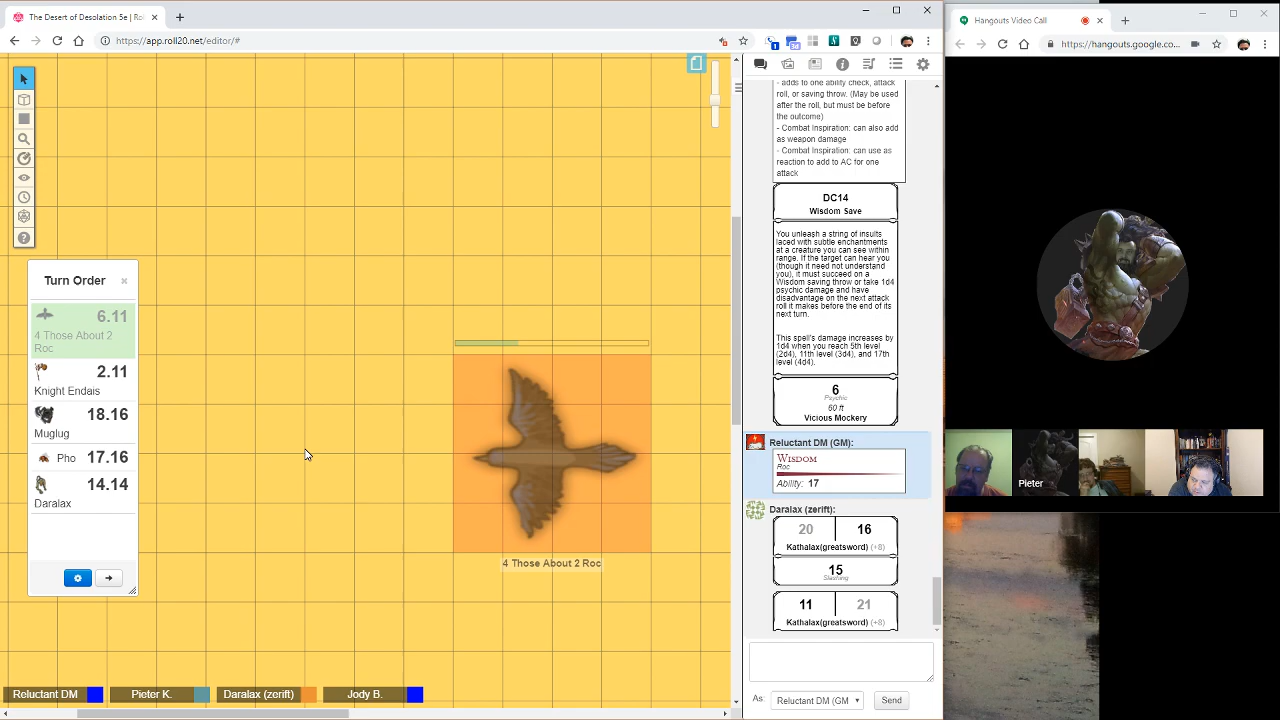 The Desert of Desolation 5e | Rol
https://app.roll20.net/editor/#
Hangouts Video Call
https://hangouts.google.co...
Turn Order
6.11
4 Those About 2
Roc
2.11
Knight Endais
18.16
Muglug
Pho 17.16
14.14
Daralax
4 Those About 2 Roc
Reluctant DM
Pieter K.
Daralax (zerift)
Jody B.
- adds to one ability check, attack
roll, or saving throw. (May be used
after the roll, but must be before
the outcome)
- Combat Inspiration: can also add
as weapon damage
- Combat Inspiration: can use as
reaction to add to AC for one
attack
DC14
Wisdom Save
You unleash a string of insults
laced with subtle enchantments
at a creature you can see within
range. If the target can hear you
(though it need not understand
you), it must succeed on a
Wisdom saving throw or take 1d4
psychic damage and have
disadvantage on the next attack
roll it makes before the end of its
next turn.
This spell's damage increases by
1d4 when you reach 5th level
(2d4), 11th level (3d4), and 17th
level (4d4).
6
Psychic
60 ft
Vicious Mockery
Reluctant DM (GM):
Wisdom
Roc
Ability: 17
Daralax (zerift):
20 16
Kathalax(greatsword) (+8)
15
Slashing
11 21
Kathalax(greatsword) (+8)
As: Reluctant DM (GM
Send
Pieter